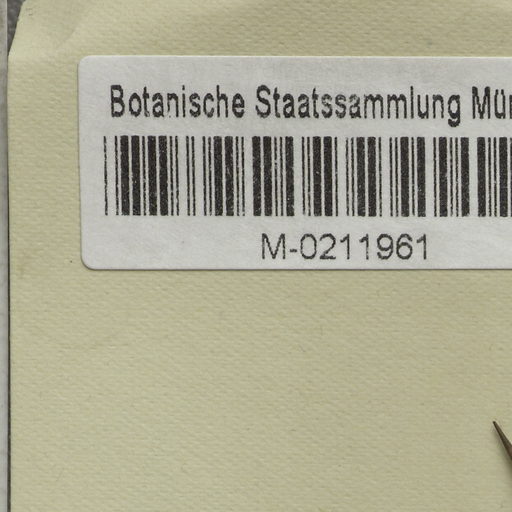 Botanische Staatssammlung Mün
M-0211961